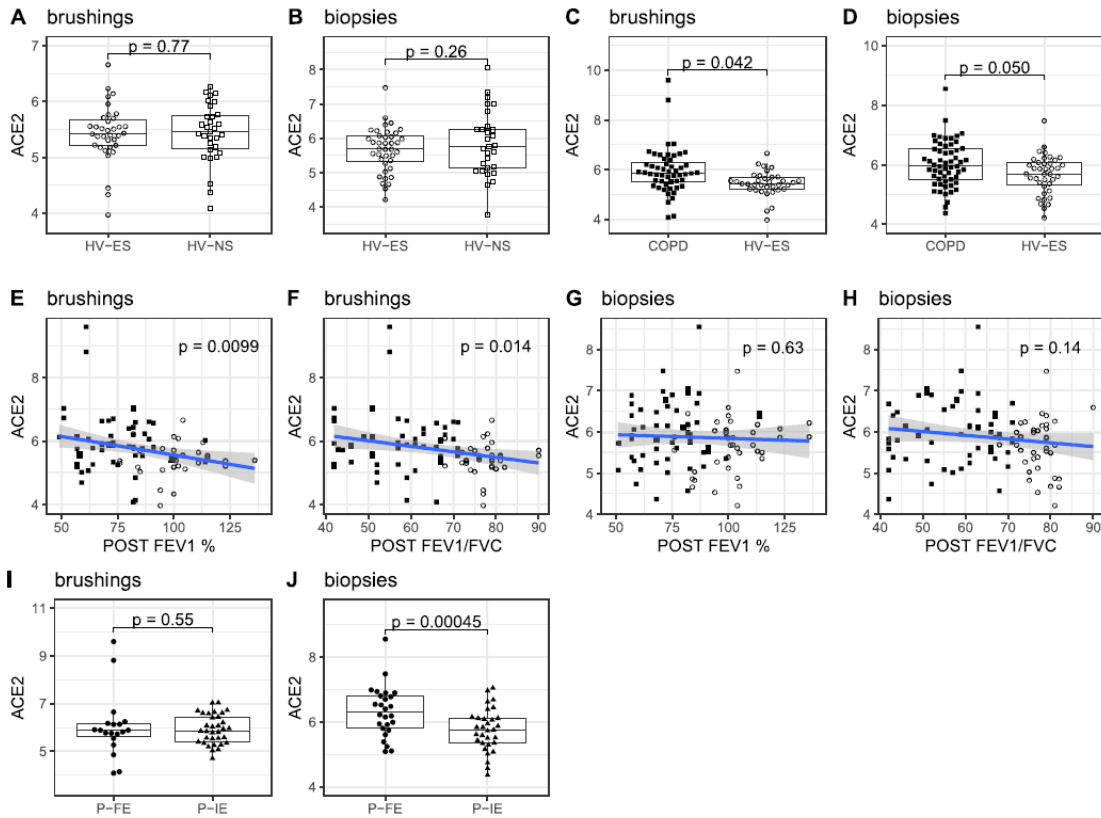 A brushings
B biopsies
C brushings
D biopsies
p = 0.77
p = 0.26
p = 0.042
p = 0.050
ACE2
7
6
5
4
HV−ES HV−NS
ACE2
8
7
6
5
4
HV−ES HV−NS
ACE2
10
8
6
4
COPD HV−ES
ACE2
10
8
6
4
COPD HV−ES
E brushings
F brushings
G biopsies
H biopsies
p = 0.0099
p = 0.014
p = 0.63
p = 0.14
ACE2
8
6
4
50 75 100 125
POST FEV1 %
ACE2
8
6
4
40 50 60 70 80 90
POST FEV1/FVC
ACE2
8
7
6
5
4
50 75 100 125
POST FEV1 %
ACE2
8
7
6
5
4
40 50 60 70 80 90
POST FEV1/FVC
I brushings
J biopsies
p = 0.55
p = 0.00045
ACE2
11
9
7
5
P−FE P−IE
ACE2
8
6
4
P−FE P−IE